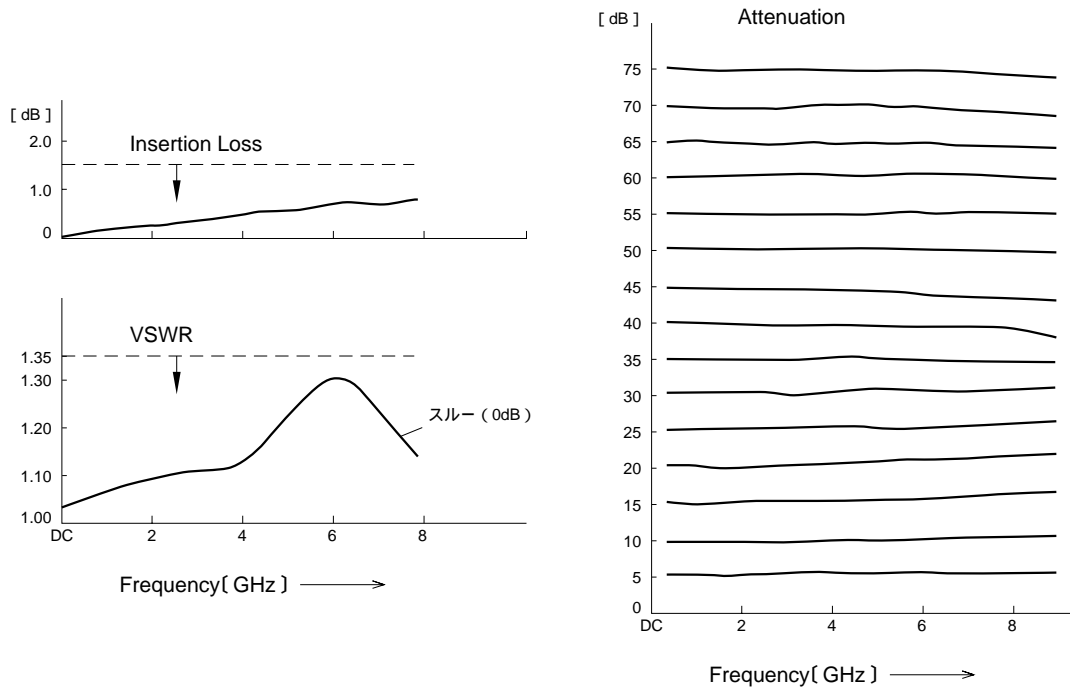 [ dB ]
2.0
Insertion Loss
1.0
0
VSWR
1.35
1.30
スルー ( 0dB )
1.20
1.10
1.00
DC 2 4 6 8
Frequency[ GHz ]
[ dB ]
Attenuation
75
70
65
60
55
50
45
40
35
30
25
20
15
10
5
0
DC 2 4 6 8
Frequency[ GHz ]